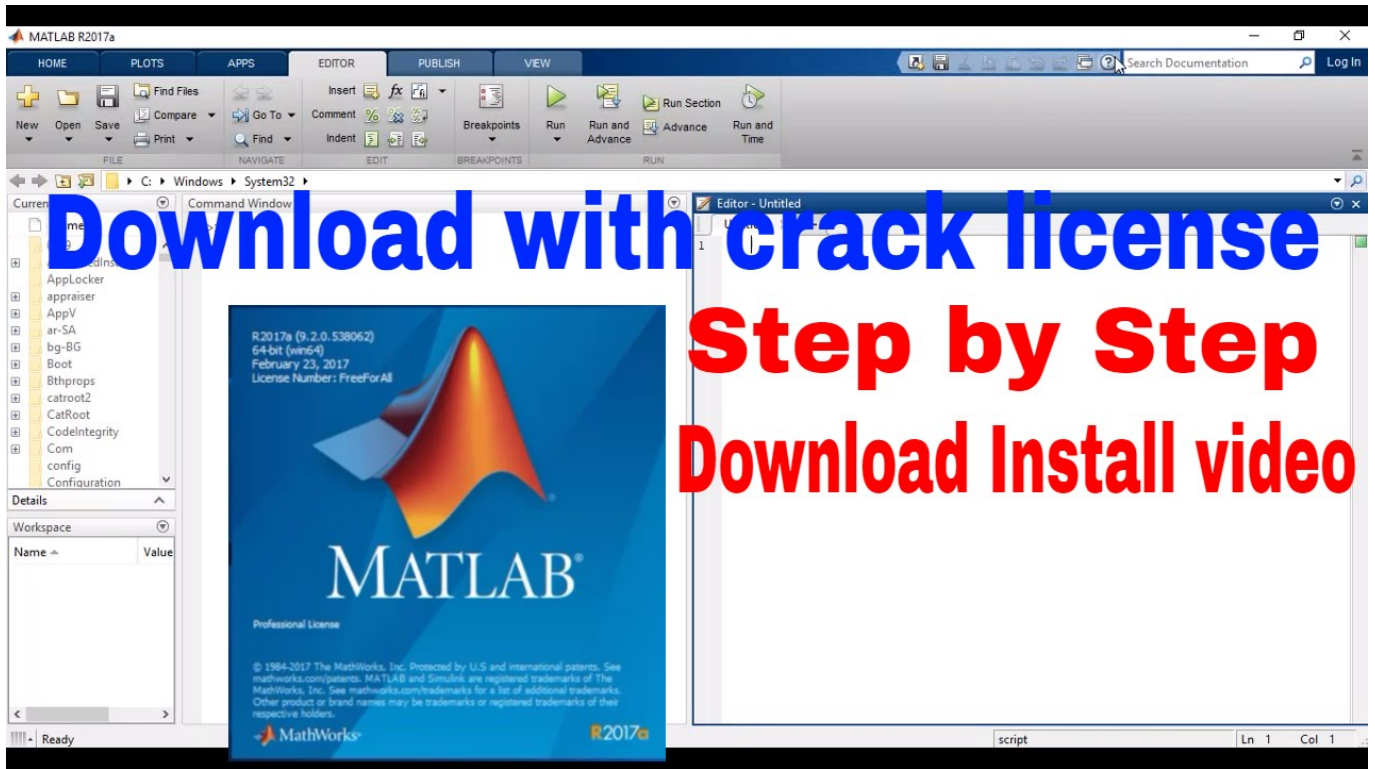 MATLAB R2017a
HOME PLOTS APPS EDITOR PUBLISH VIEW Search Documentation Log In
New Open Save Find Files Compare Print Go To Find Insert fx Comment Indent Breakpoints Run Run and Advance Run Section Advance Run and Time
FILE NAVIGATE EDIT BREAKPOINTS RUN
C: Windows System32
Command Window
Editor - Untitled
Download with crack license
Step by Step
Download Install video
1
AppLocker
appraiser
AppV
ar-SA
bg-BG
Boot
Bthprops
catroot2
CatRoot
CodeIntegrity
Com
config
Configuration
Details
Workspace
Name Value
R2017a (9.2.0.538062)
64-bit (win64)
February 23, 2017
License Number: FreeForAll
MATLAB®
Professional License
© 1984-2017 The MathWorks, Inc. Protected by U.S and international patents. See
mathworks.com/patents. MATLAB and Simulink are registered trademarks of The
MathWorks, Inc. See mathworks.com/trademarks for a list of additional trademarks.
Other product or brand names may be trademarks or registered trademarks of their
respective holders.
MathWorks® R2017a
Ready script Ln 1 Col 1